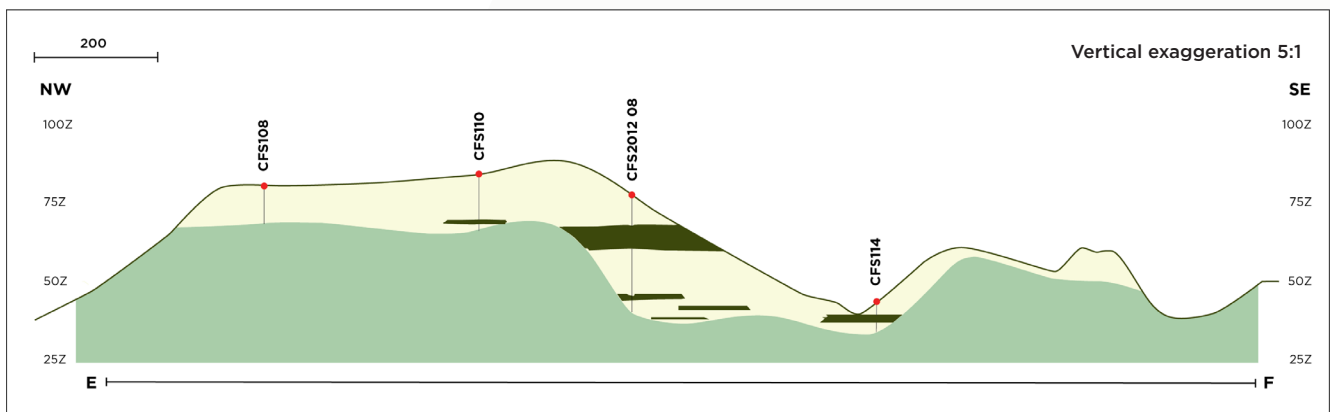 200
Vertical exaggeration 5:1
NW
SE
100Z
100Z
CFS108
CFS110
CFS2012 08
75Z
75Z
CFS114
50Z
50Z
25Z
25Z
E
F